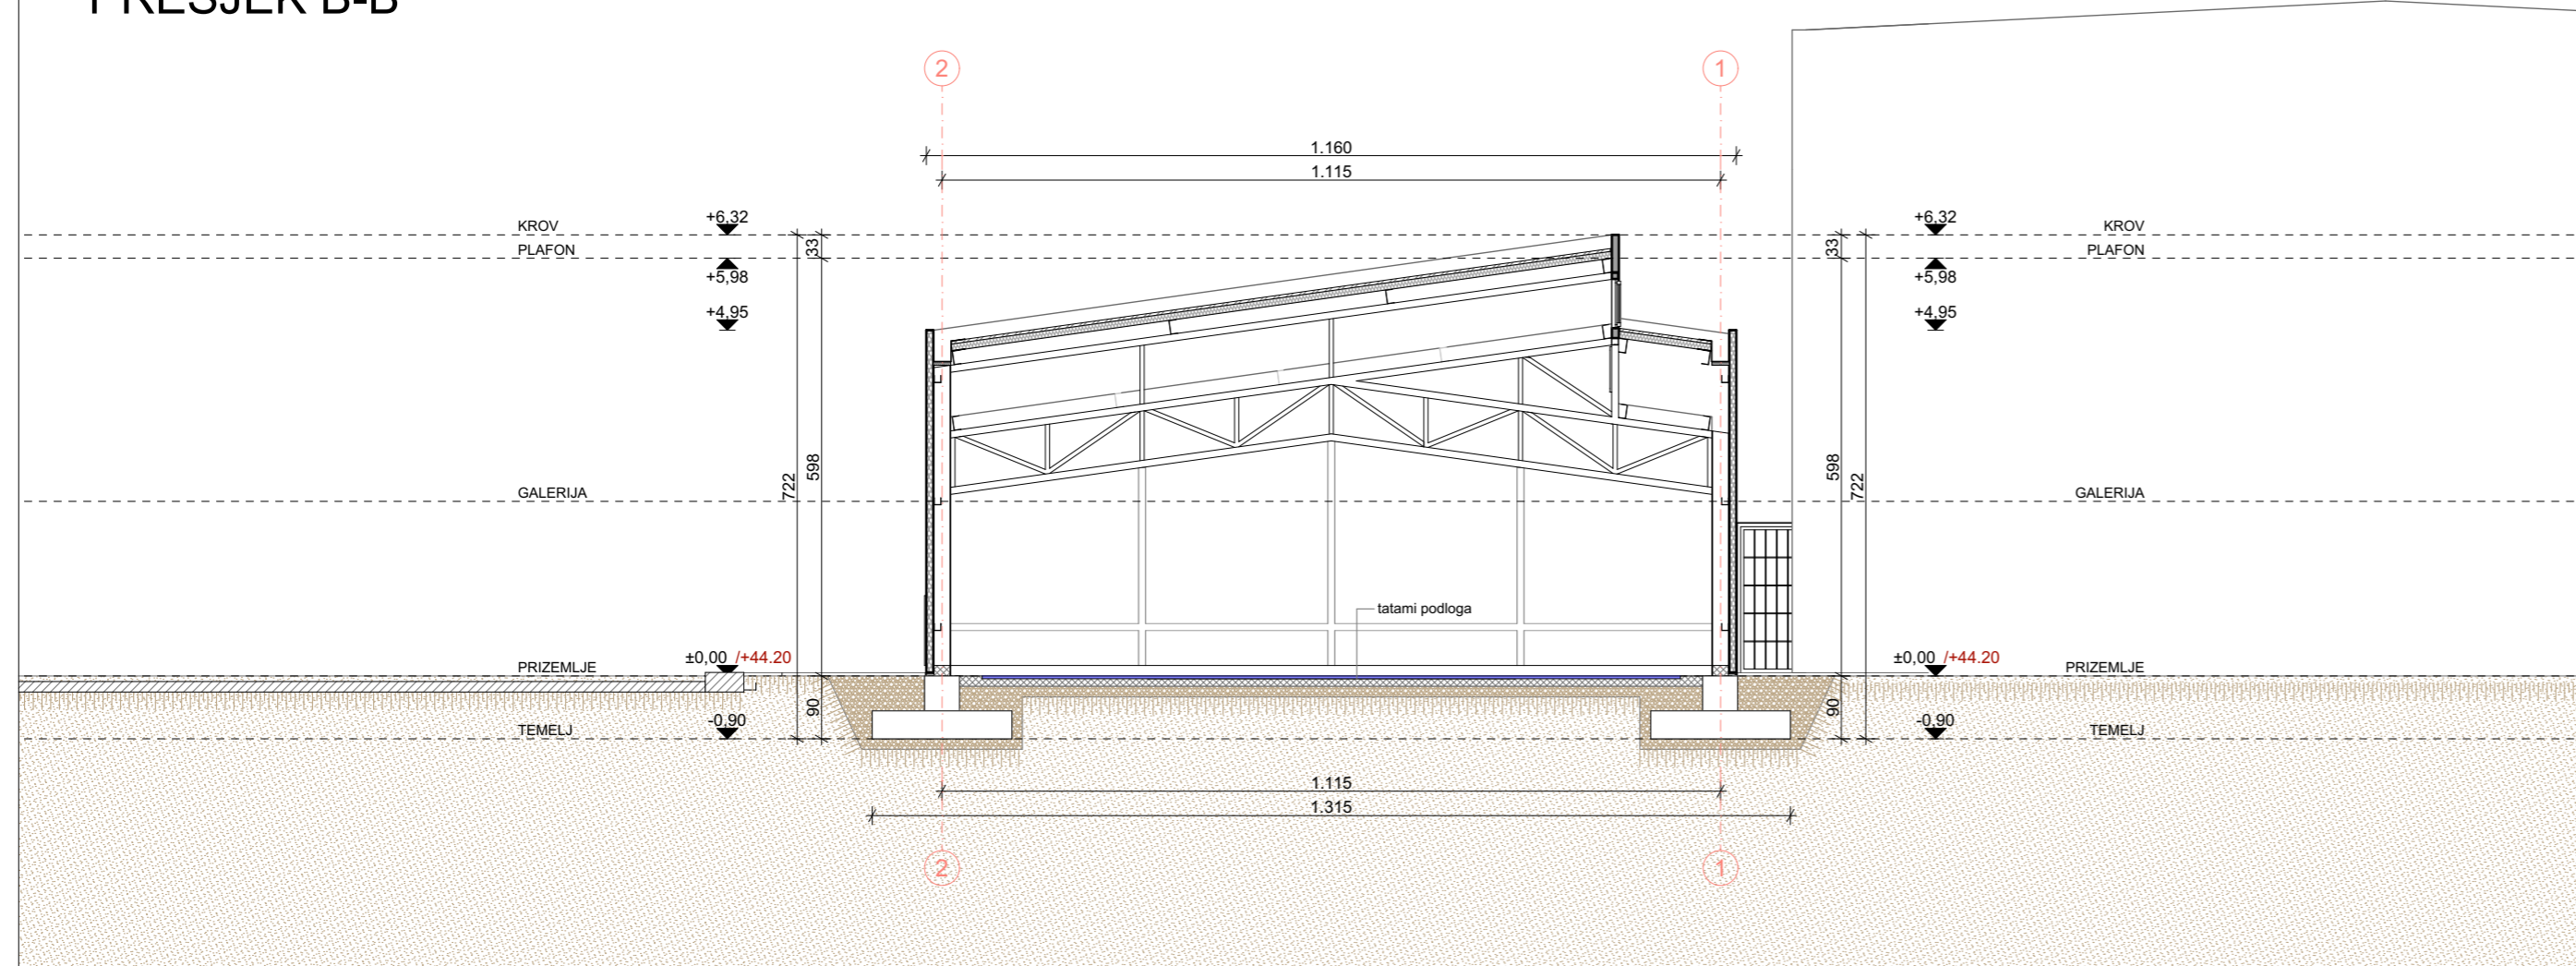 PRESJEK B-B
2
1
1.160
1.115
KROV
+6,32
33
33
+6,32
KROV
PLAFON
+5,98
+5,98
PLAFON
+4,95
+4,95
GALERIJA
722
598
598
722
GALERIJA
tatami podloga
PRIZEMLJE
±0,00 /+44.20
±0,00 /+44.20
PRIZEMLJE
TEMELJ
-0,90
90
90
-0,90
TEMELJ
1.115
1.315
2
1